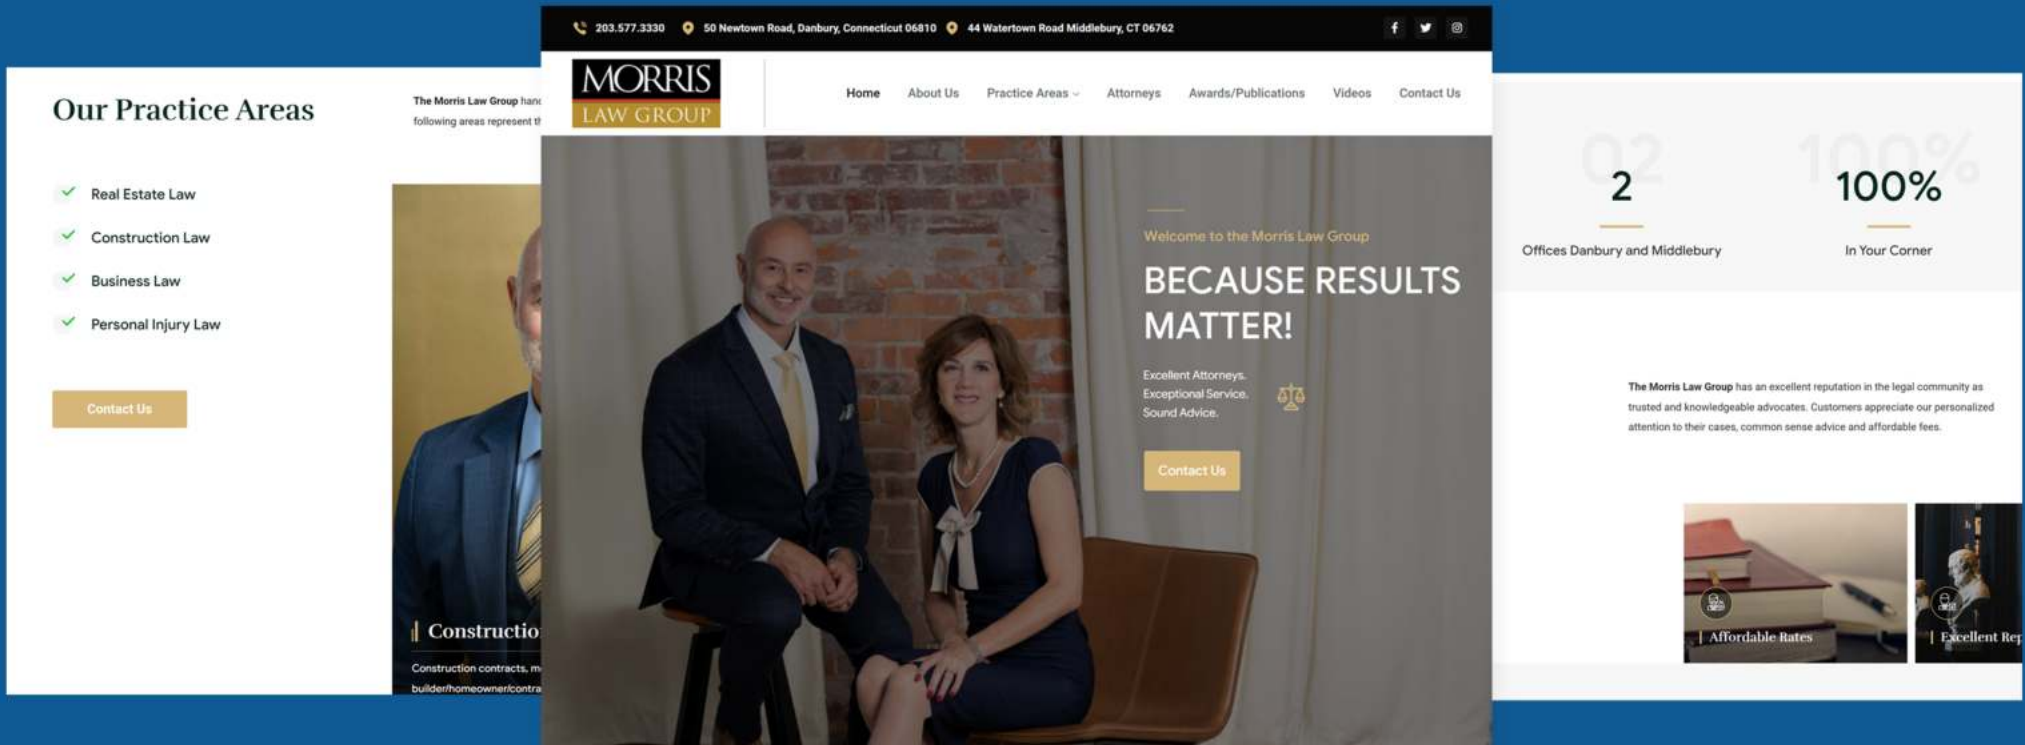 203.577.3330
50 Newtown Road, Danbury, Connecticut 06810
44 Watertown Road Middlebury, CT 06762
MORRIS
LAW GROUP
Home
About Us
Practice Areas
Attorneys
Awards/Publications
Videos
Contact Us
Our Practice Areas
Real Estate Law
Construction Law
Business Law
Personal Injury Law
Contact Us
The Morris Law Group
following areas represent
Construction contracts,
Welcome to the Morris Law Group
BECAUSE RESULTS
MATTER!
Excellent Attorneys.
Exceptional Service.
Sound Advice.
Contact Us
02
2
Offices Danbury and Middlebury
100%
100%
In Your Corner
The Morris Law Group has an excellent reputation in the legal community as
trusted and knowledgeable advocates. Customers appreciate our personalized
attention to their cases, common sense advice and affordable fees.
Affordable Rates
Excellent